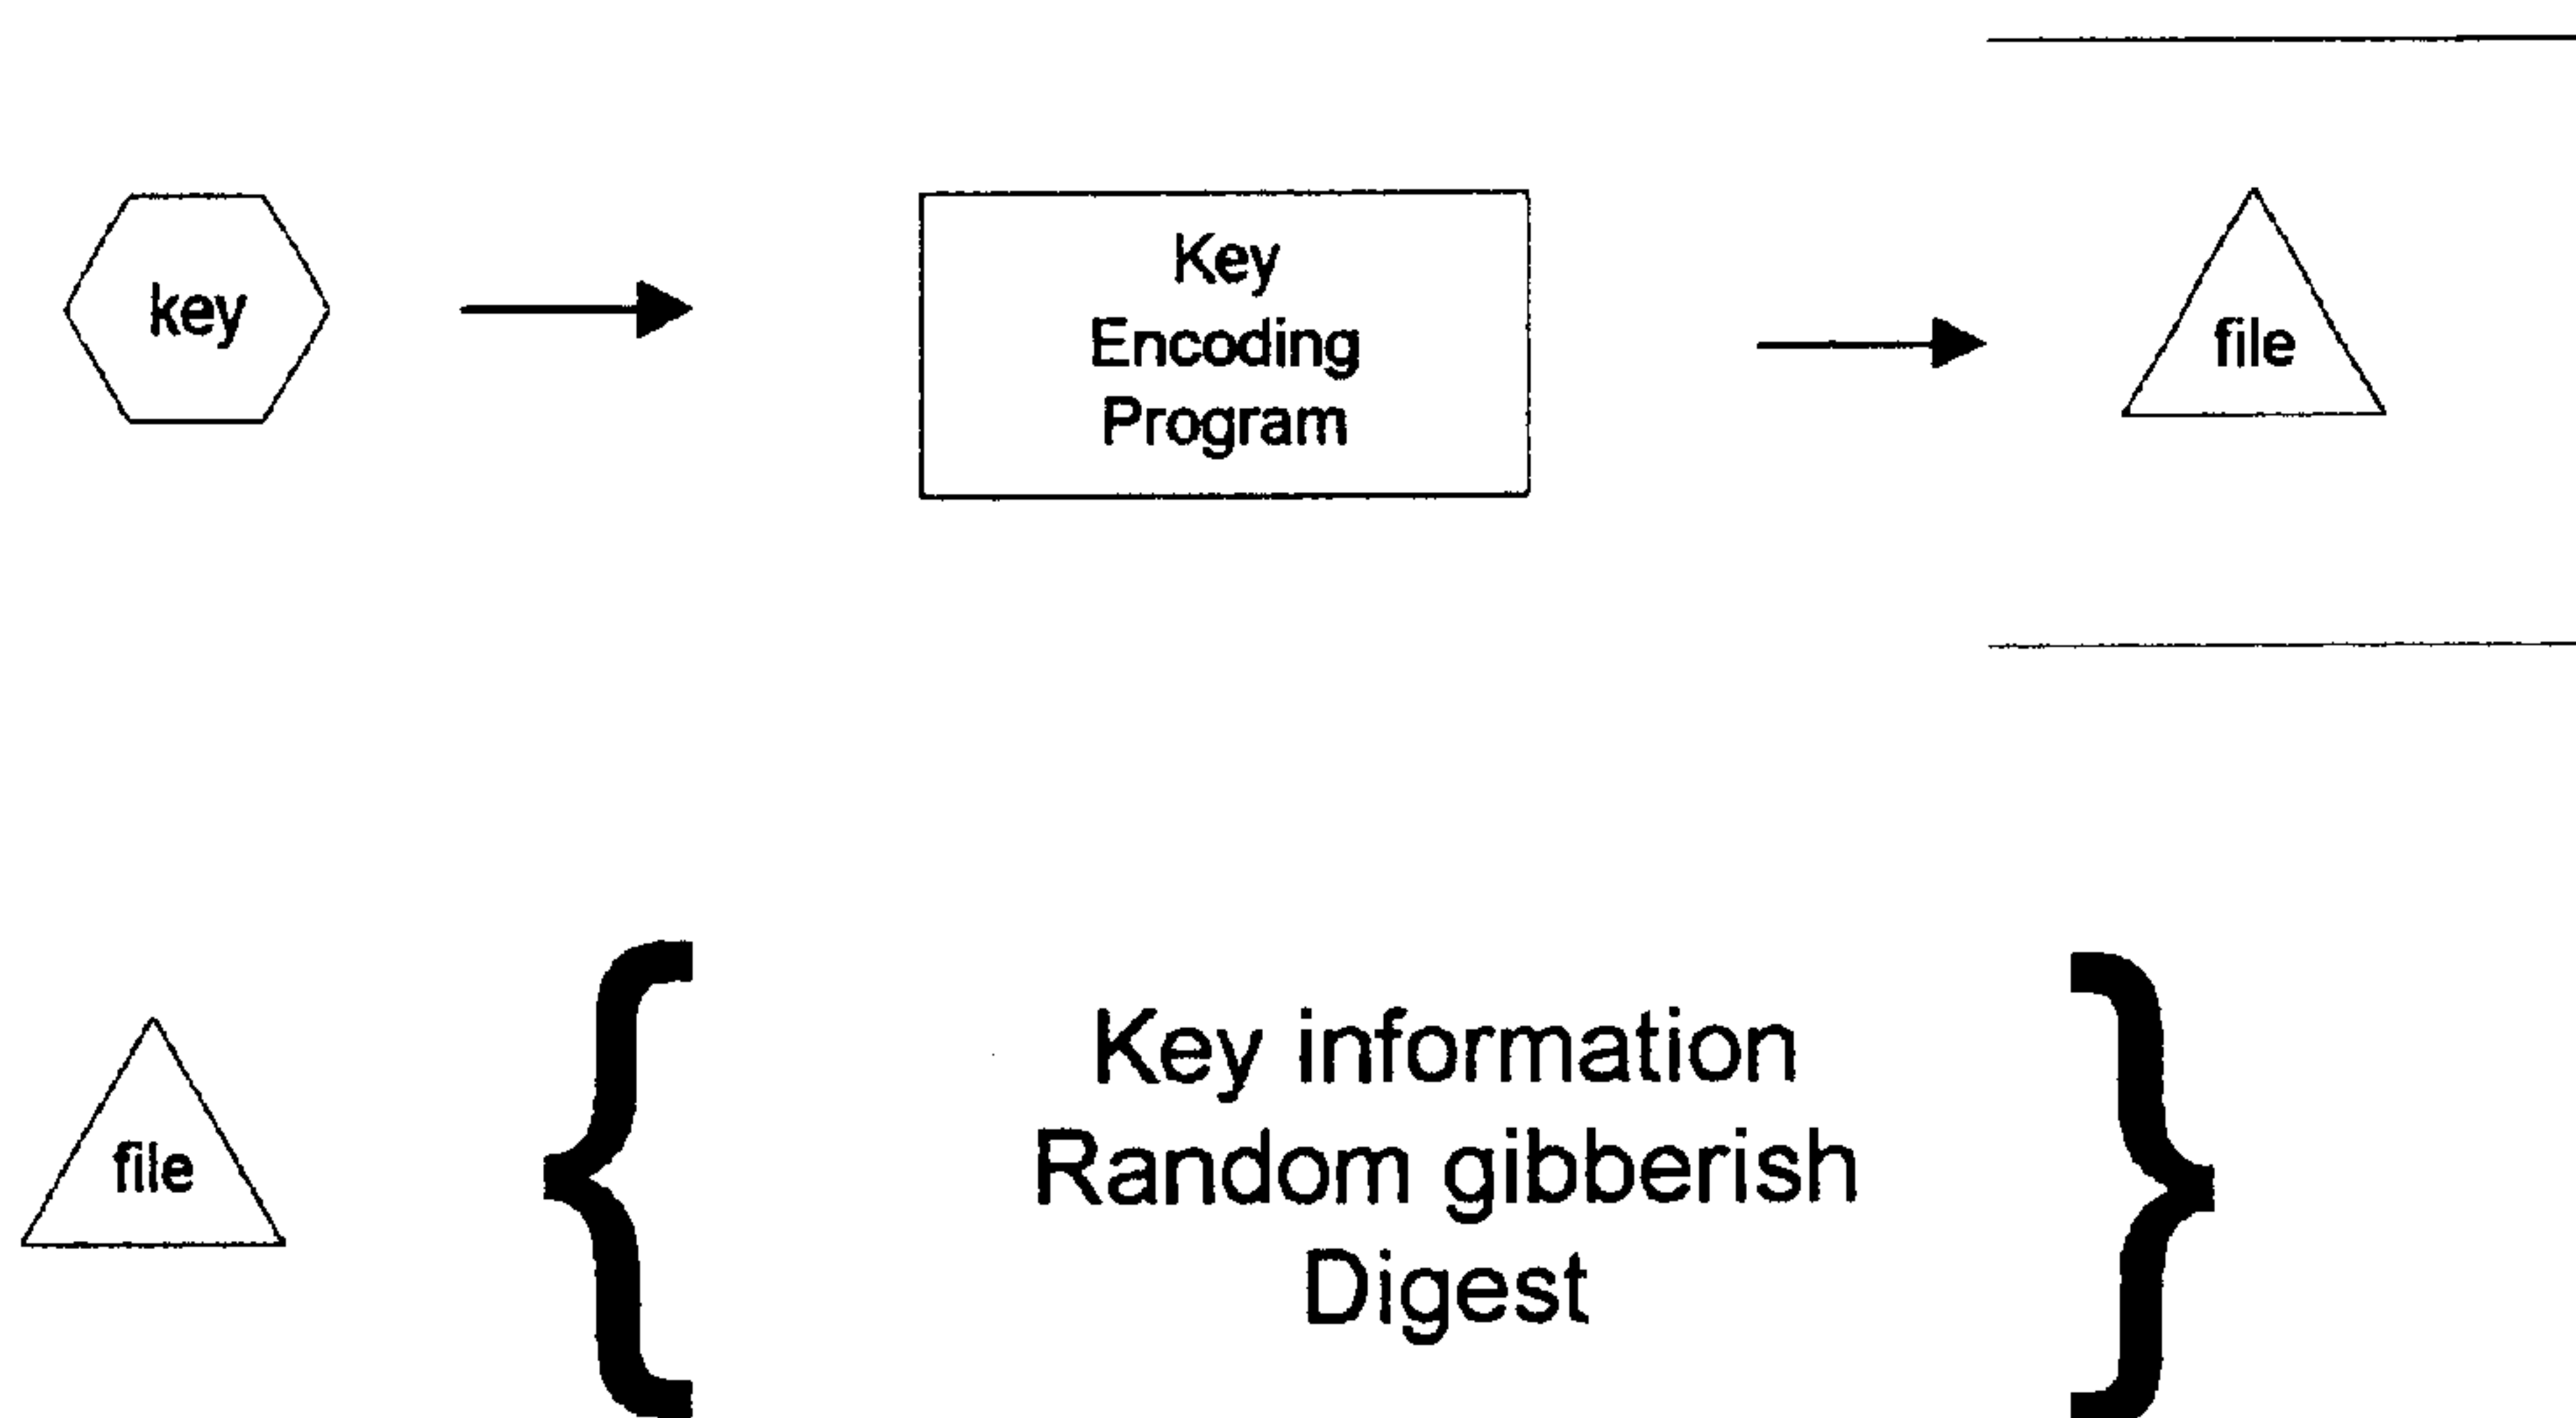 key
Key
Encoding
Program
file
file
Key information
Random gibberish
Digest